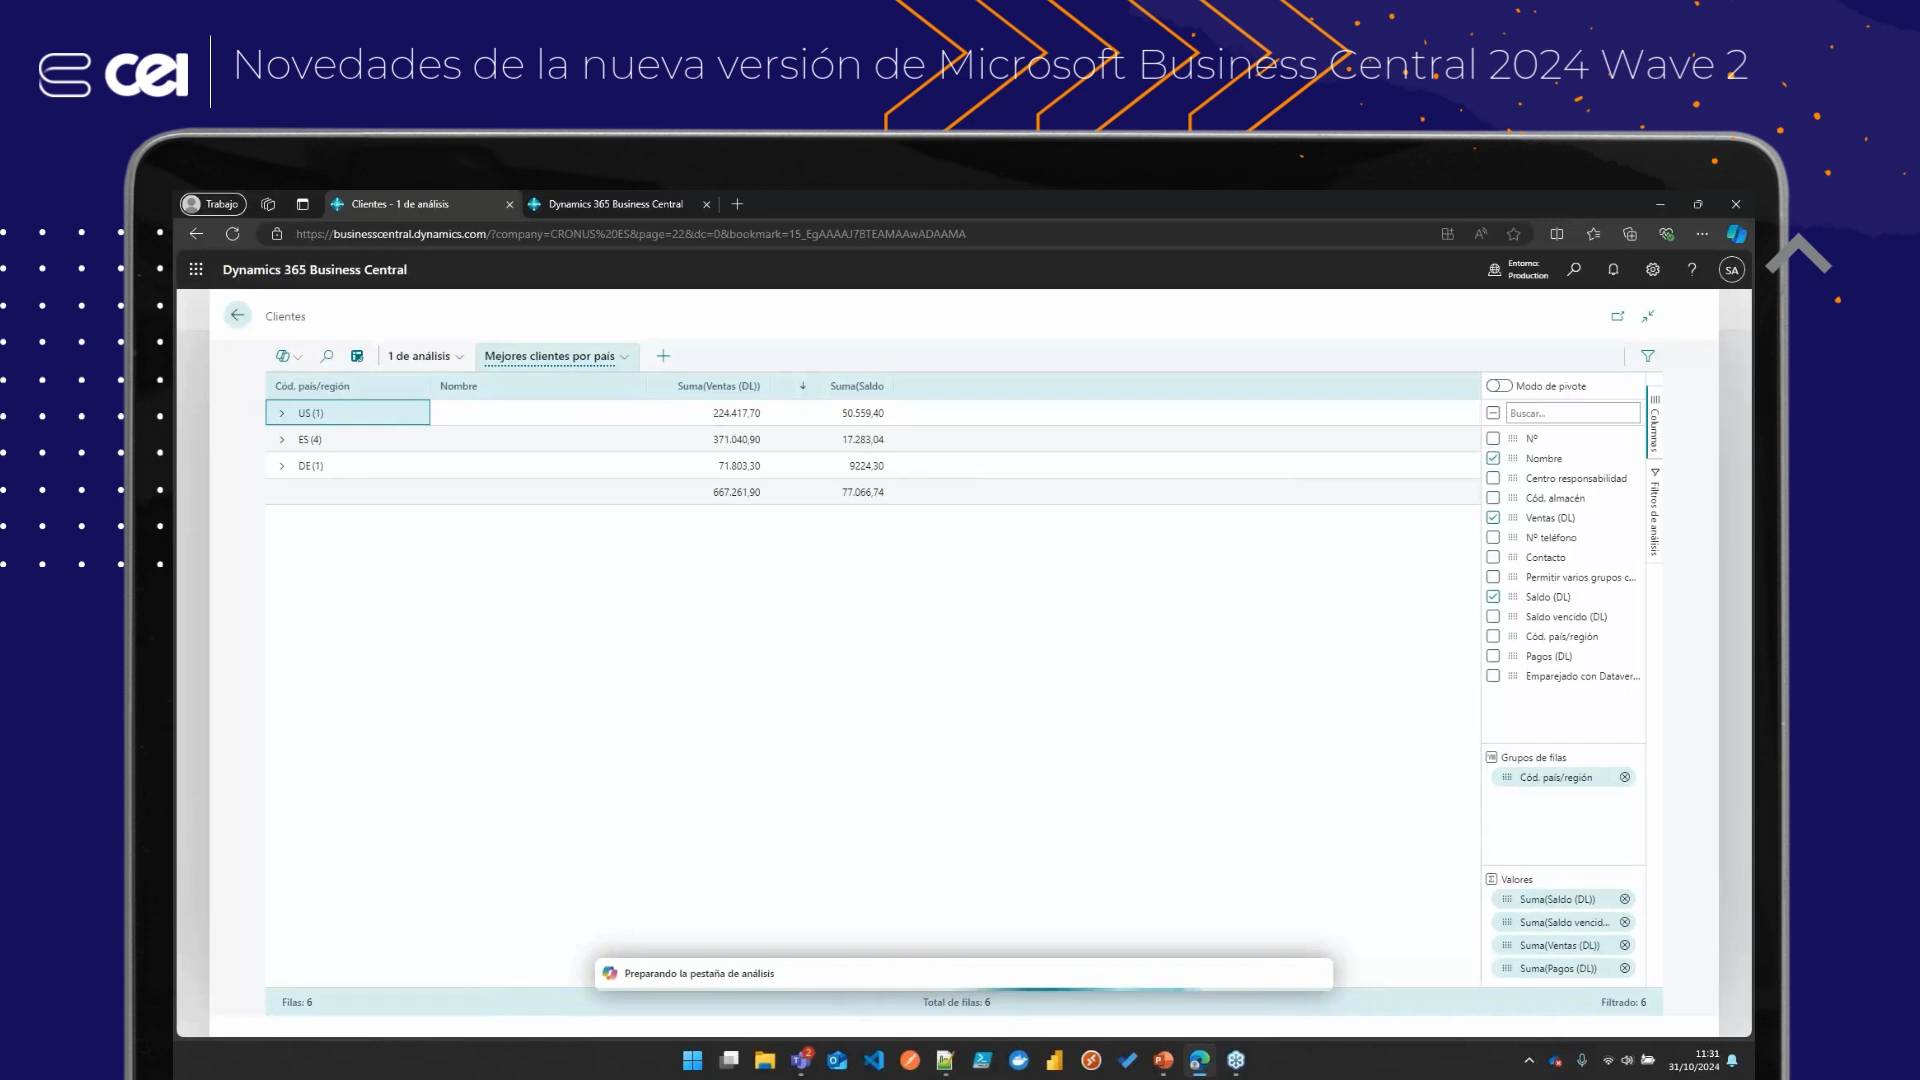 cei
Novedades de la nueva versión de Microsoft Business Central 2024 Wave 2
Trabajo
Clientes - 1 de análisis
Dynamics 365 Business Central
https://businesscentral.dynamics.com/?company=CRONUS%20ES&page=22&dc=0&bookmark=15_EgAAAAJ7BTEAMAAwADAAMA
Dynamics 365 Business Central
Entorno:
Production
SA
Clientes
1 de análisis
Mejores clientes por país
Cód. país/región
Nombre
Suma(Ventas (DL))
Suma(Saldo
US (1)
224.417,70
50.559,40
ES (4)
371.040,90
17.283,04
DE (1)
71.803,30
9224,30
667.261,90
77.066,74
Modo de pivote
Buscar...
Nº
Nombre
Centro responsabilidad
Cód. almacén
Ventas (DL)
Nº teléfono
Contacto
Permitir varios grupos c...
Saldo (DL)
Saldo vencido (DL)
Cód. país/región
Pagos (DL)
Emparejado con Dataver...
Columnas
Filtros de análisis
Grupos de filas
Cód. país/región
Valores
Suma(Saldo (DL))
Suma(Saldo vencid...
Suma(Ventas (DL))
Suma(Pagos (DL))
Preparando la pestaña de análisis
Filas: 6
Total de filas: 6
Filtrado: 6
2
11:31
31/10/2024